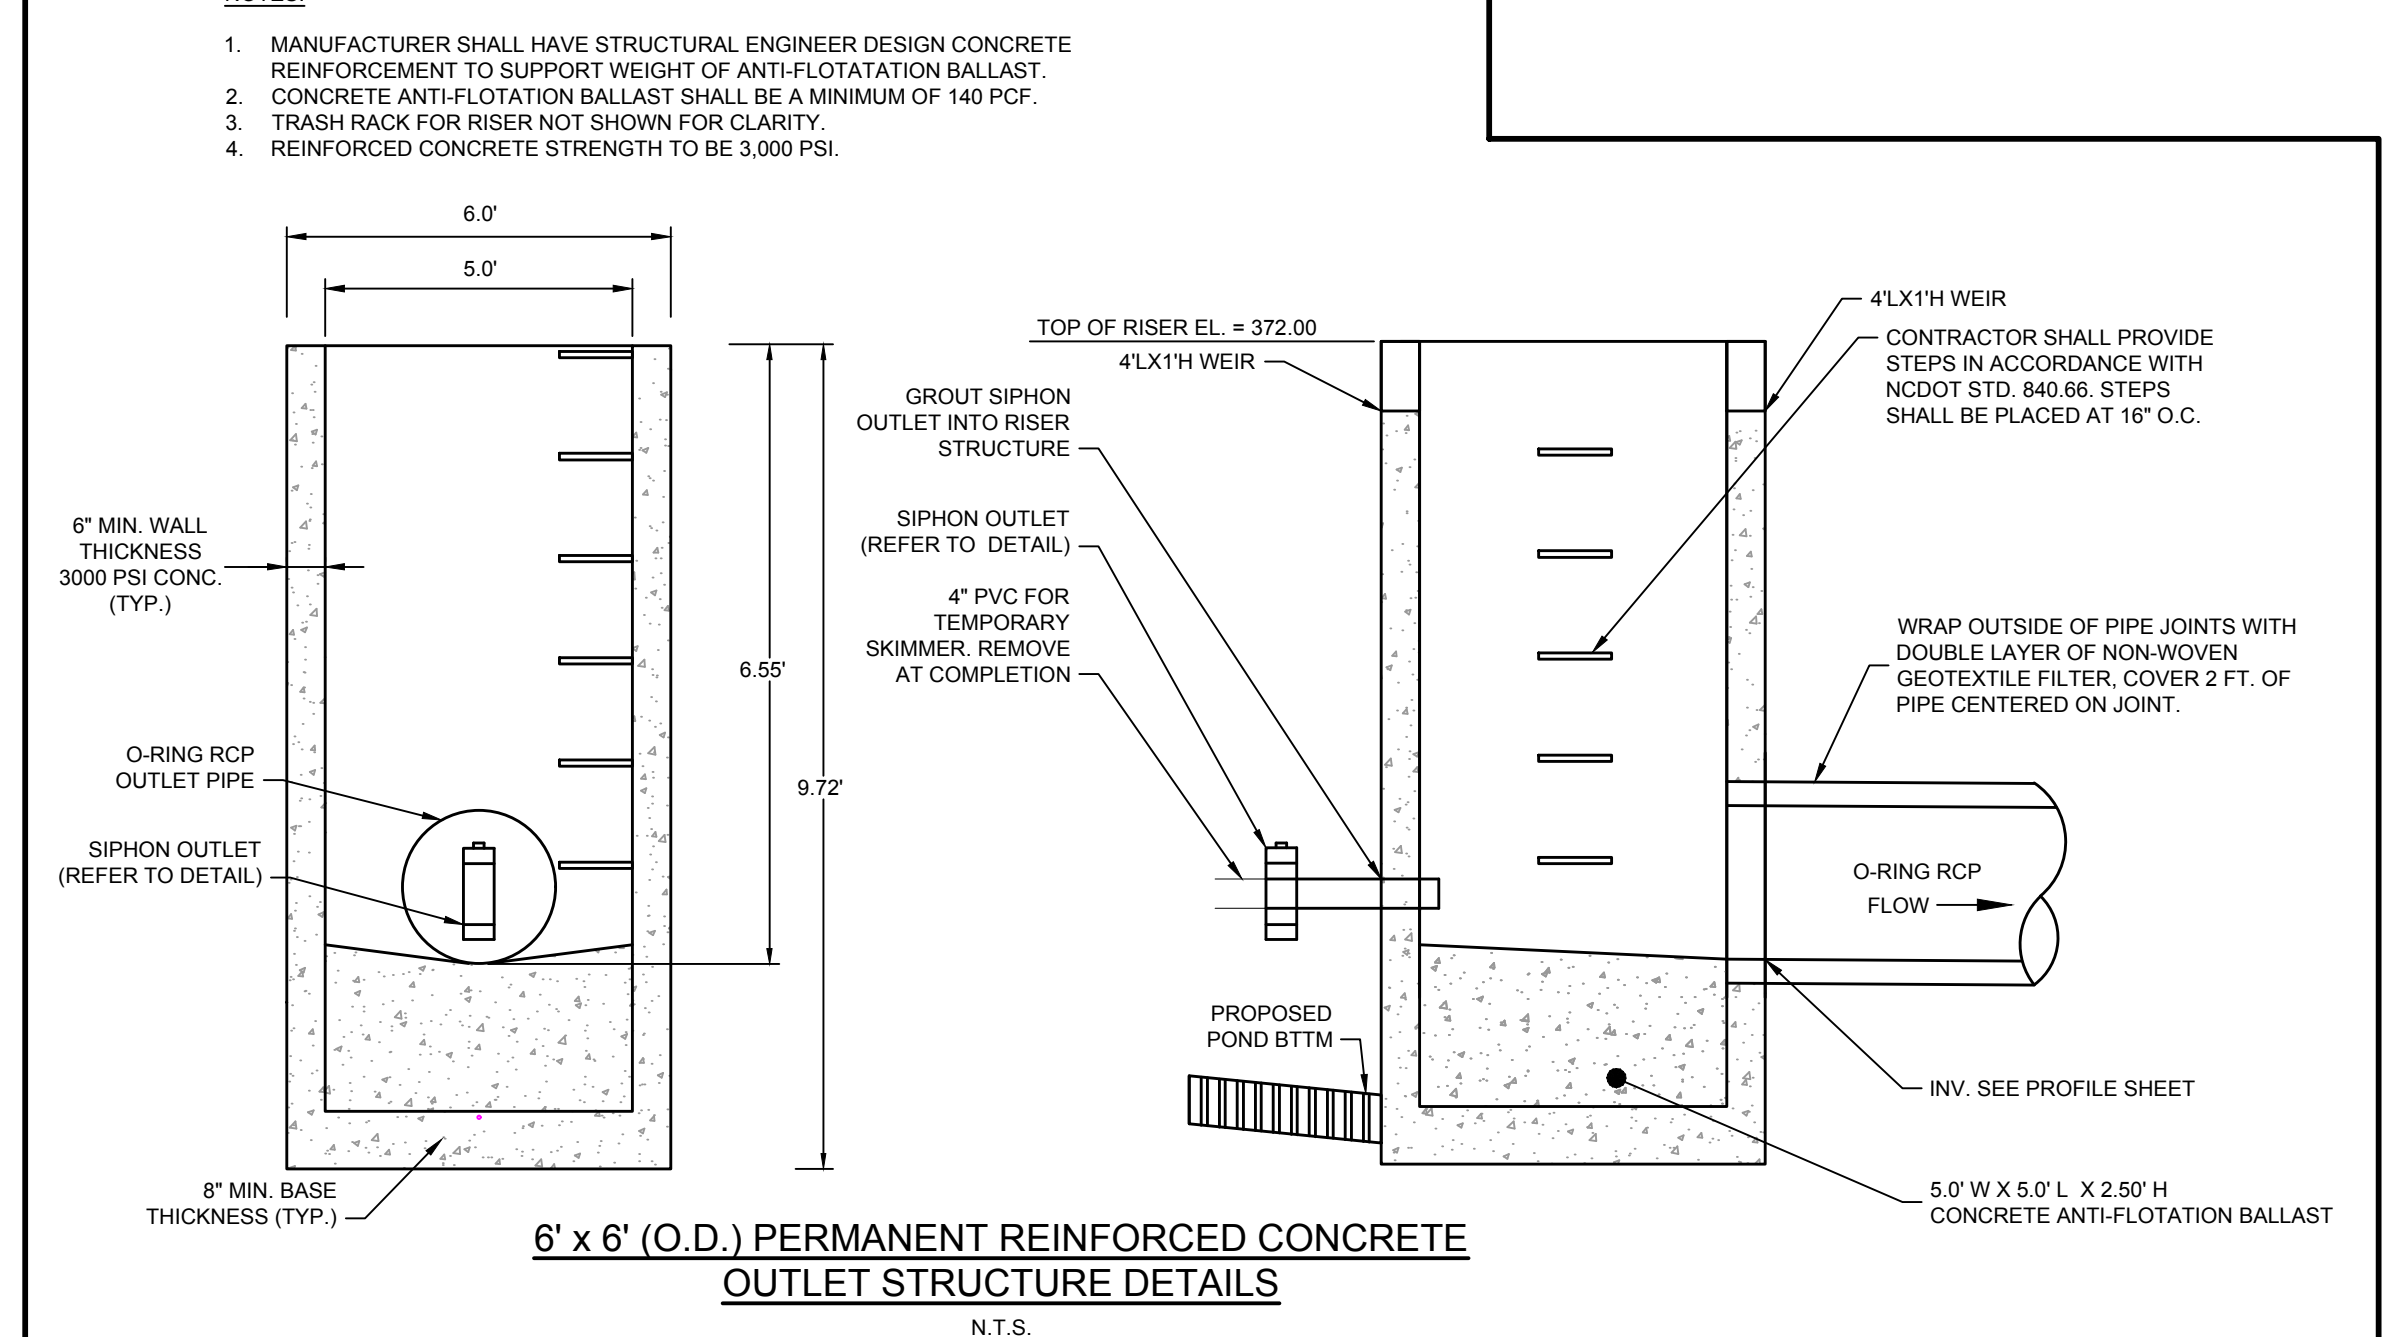 NOTES:
1. MANUFACTURER SHALL HAVE STRUCTURAL ENGINEER DESIGN CONCRETE
REINFORCEMENT TO SUPPORT WEIGHT OF ANTI-FLOTATATION BALLAST.
2. CONCRETE ANTI-FLOTATION BALLAST SHALL BE A MINIMUM OF 140 PCF.
3. TRASH RACK FOR RISER NOT SHOWN FOR CLARITY.
4. REINFORCED CONCRETE STRENGTH TO BE 3,000 PSI.
6.0'
5.0'
6" MIN. WALL
THICKNESS
3000 PSI CONC.
(TYP.)
O-RING RCP
OUTLET PIPE
SIPHON OUTLET
(REFER TO DETAIL)
8" MIN. BASE
THICKNESS (TYP.)
6.55'
9.72'
TOP OF RISER EL. = 372.00
4'LX1'H WEIR
GROUT SIPHON
OUTLET INTO RISER
STRUCTURE
SIPHON OUTLET
(REFER TO DETAIL)
4" PVC FOR
TEMPORARY
SKIMMER. REMOVE
AT COMPLETION
PROPOSED
POND BTTM
4'LX1'H WEIR
CONTRACTOR SHALL PROVIDE
STEPS IN ACCORDANCE WITH
NCDOT STD. 840.66. STEPS
SHALL BE PLACED AT 16" O.C.
WRAP OUTSIDE OF PIPE JOINTS WITH
DOUBLE LAYER OF NON-WOVEN
GEOTEXTILE FILTER, COVER 2 FT. OF
PIPE CENTERED ON JOINT.
O-RING RCP
FLOW
INV. SEE PROFILE SHEET
5.0' W X 5.0' L X 2.50' H
CONCRETE ANTI-FLOTATION BALLAST
6' x 6' (O.D.) PERMANENT REINFORCED CONCRETE
OUTLET STRUCTURE DETAILS
N.T.S.